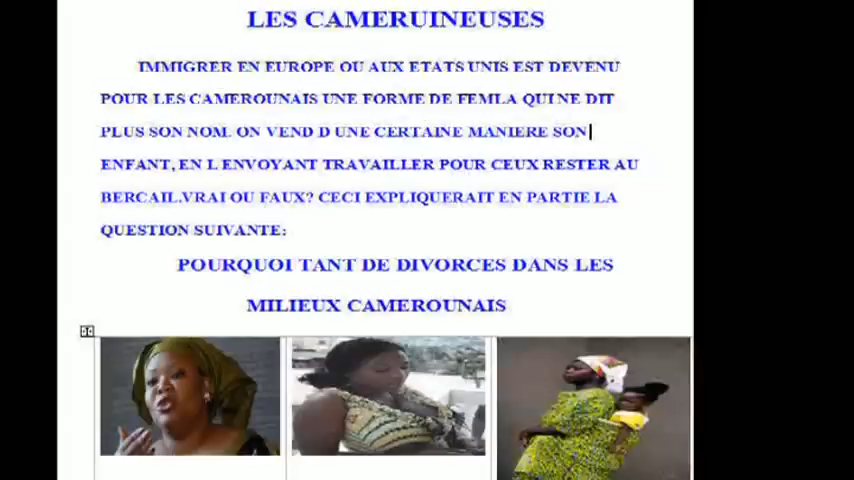 LES CAMERUINEUSES
IMMIGRER EN EUROPE OU AUX ETATS UNIS EST DEVENU
POUR LES CAMEROUNAIS UNE FORME DE FEMLA QUI NE DIT
PLUS SON NOM. ON VEND D UNE CERTAINE MANIERE SON
ENFANT, EN L ENVOYANT TRAVAILLER POUR CEUX RESTER AU
BERCAIL.VRAI OU FAUX? CECI EXPLIQUERAIT EN PARTIE LA
QUESTION SUIVANTE:
POURQUOI TANT DE DIVORCES DANS LES
MILIEUX CAMEROUNAIS